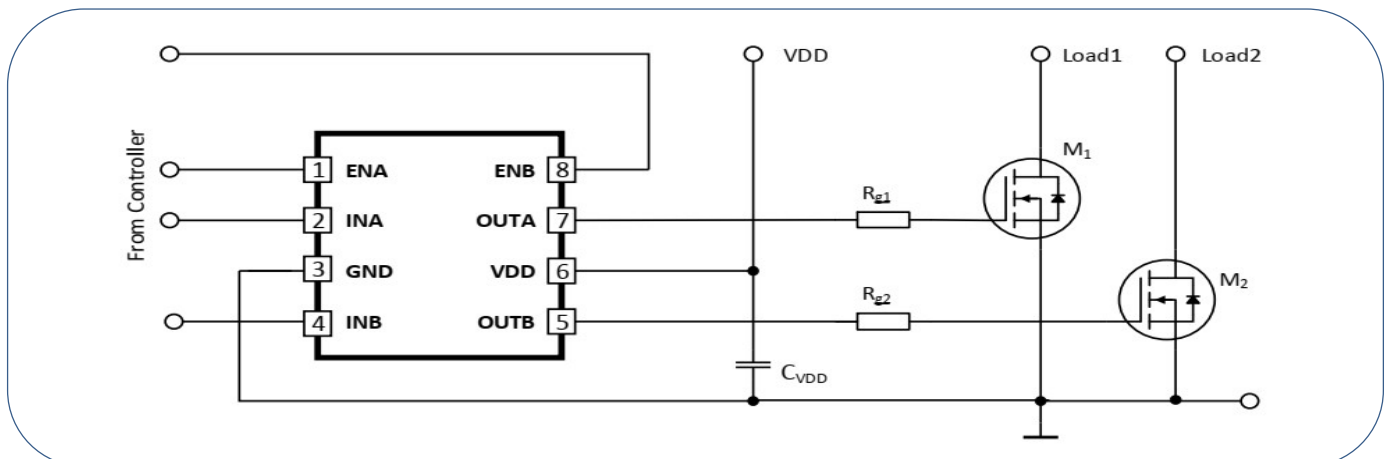 VDD
Load1
Load2
From Controller
M1
1 ENA
ENB 8
Rg1
2 INA
OUTA 7
3 GND
VDD 6
M2
Rg2
4 INB
OUTB 5
CVDD